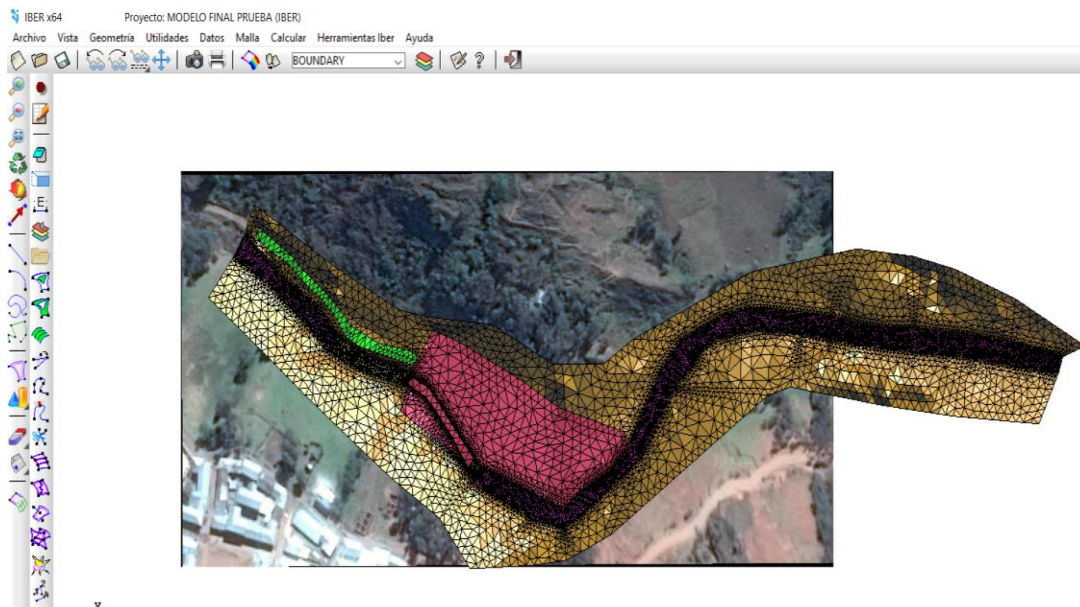 IBER x64 Proyecto: MODELO FINAL PRUEBA (IBER)
Archivo Vista Geometría Utilidades Datos Malla Calcular Herramientas Iber Ayuda
BOUNDARY
E